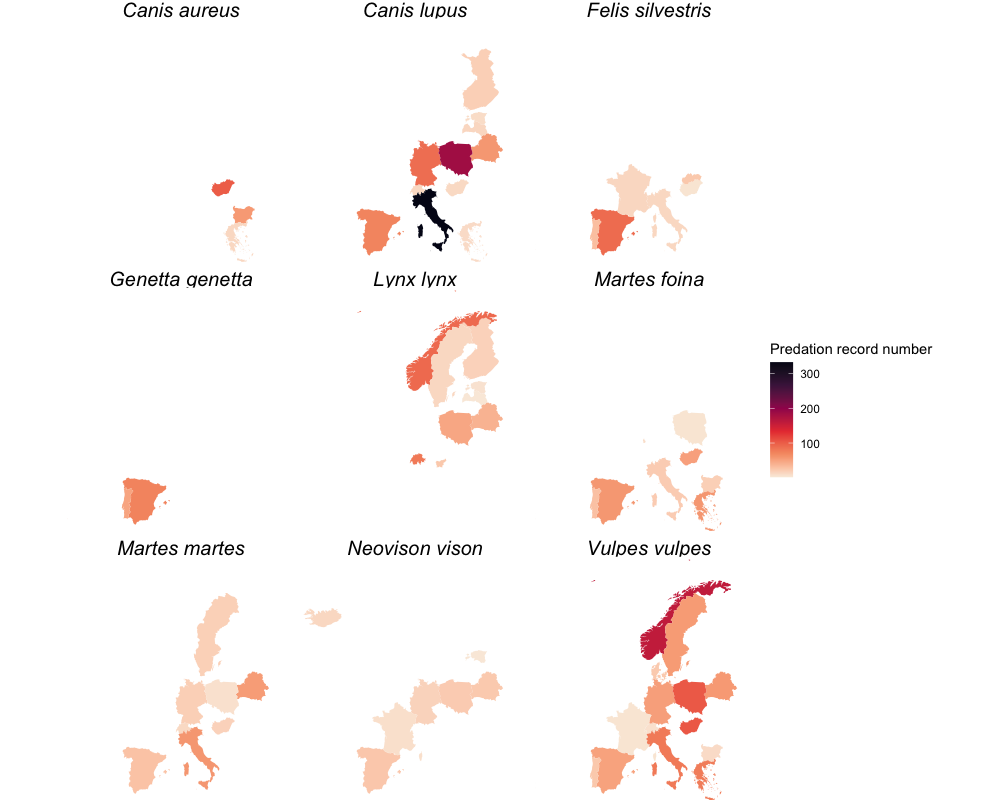 Canis aureus
Canis lupus
Felis silvestris
Genetta genetta
Lynx lynx
Martes foina
Predation record number
300
200
100
Martes martes
Neovison vison
Vulpes vulpes